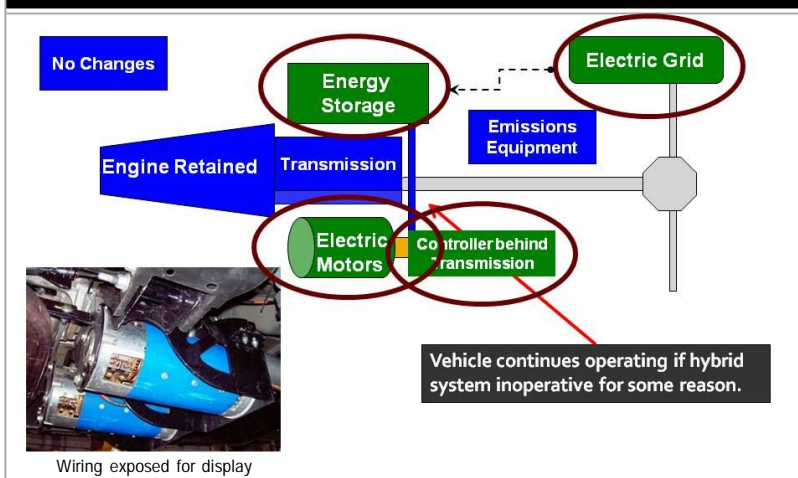 No Changes
Energy
Storage
Electric Grid
Emissions
Equipment
Engine Retained
Transmission
Electric
Motors
Controller behind
Transmission
Vehicle continues operating if hybrid
system inoperative for some reason.
Wiring exposed for display